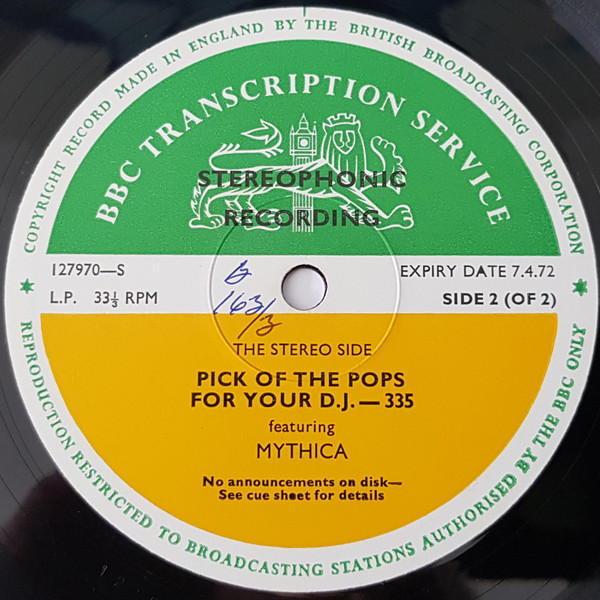 COPYRIGHT RECORD MADE IN ENGLAND BY THE BRITISH BROADCASTING CORPORATION
BBC TRANSCRIPTION SERVICE
STEREOPHONIC
RECORDING
127970—S
EXPIRY DATE 7.4.72
L.P. 33⅓ RPM
SIDE 2 (OF 2)
163/3
THE STEREO SIDE
PICK OF THE POPS
FOR YOUR D.J. — 335
featuring
MYTHICA
No announcements on disk—
See cue sheet for details
REPRODUCTION RESTRICTED TO BROADCASTING STATIONS AUTHORISED BY THE BBC ONLY